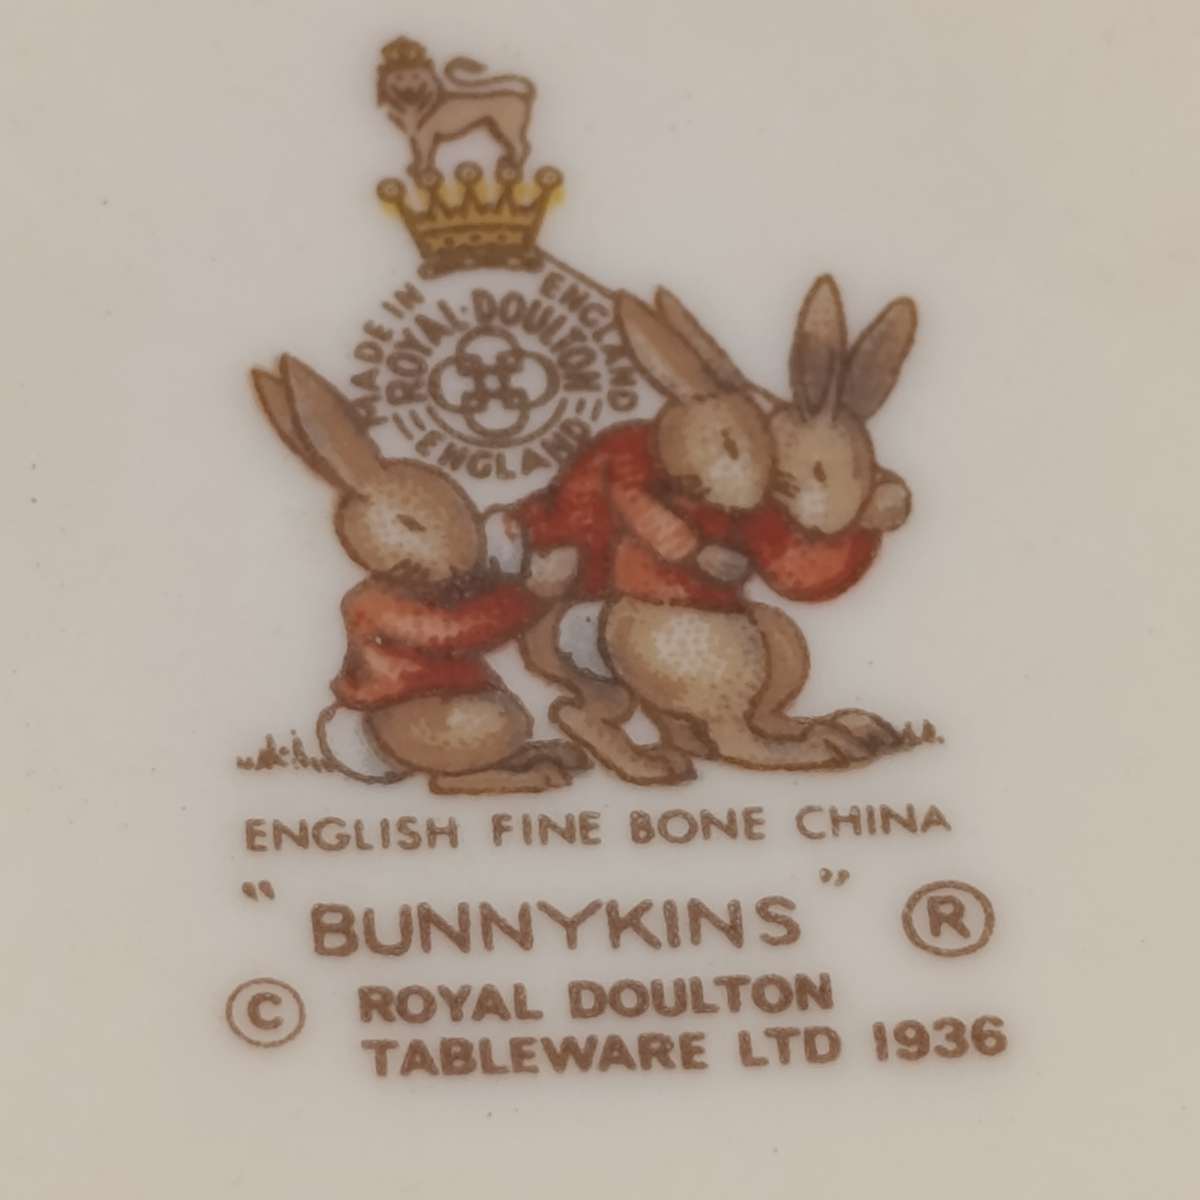 MADE IN ENGLAND
ROYAL·DOULTON
ENGLAND
ENGLISH FINE BONE CHINA
"BUNNYKINS" ®
© ROYAL DOULTON
TABLEWARE LTD 1936